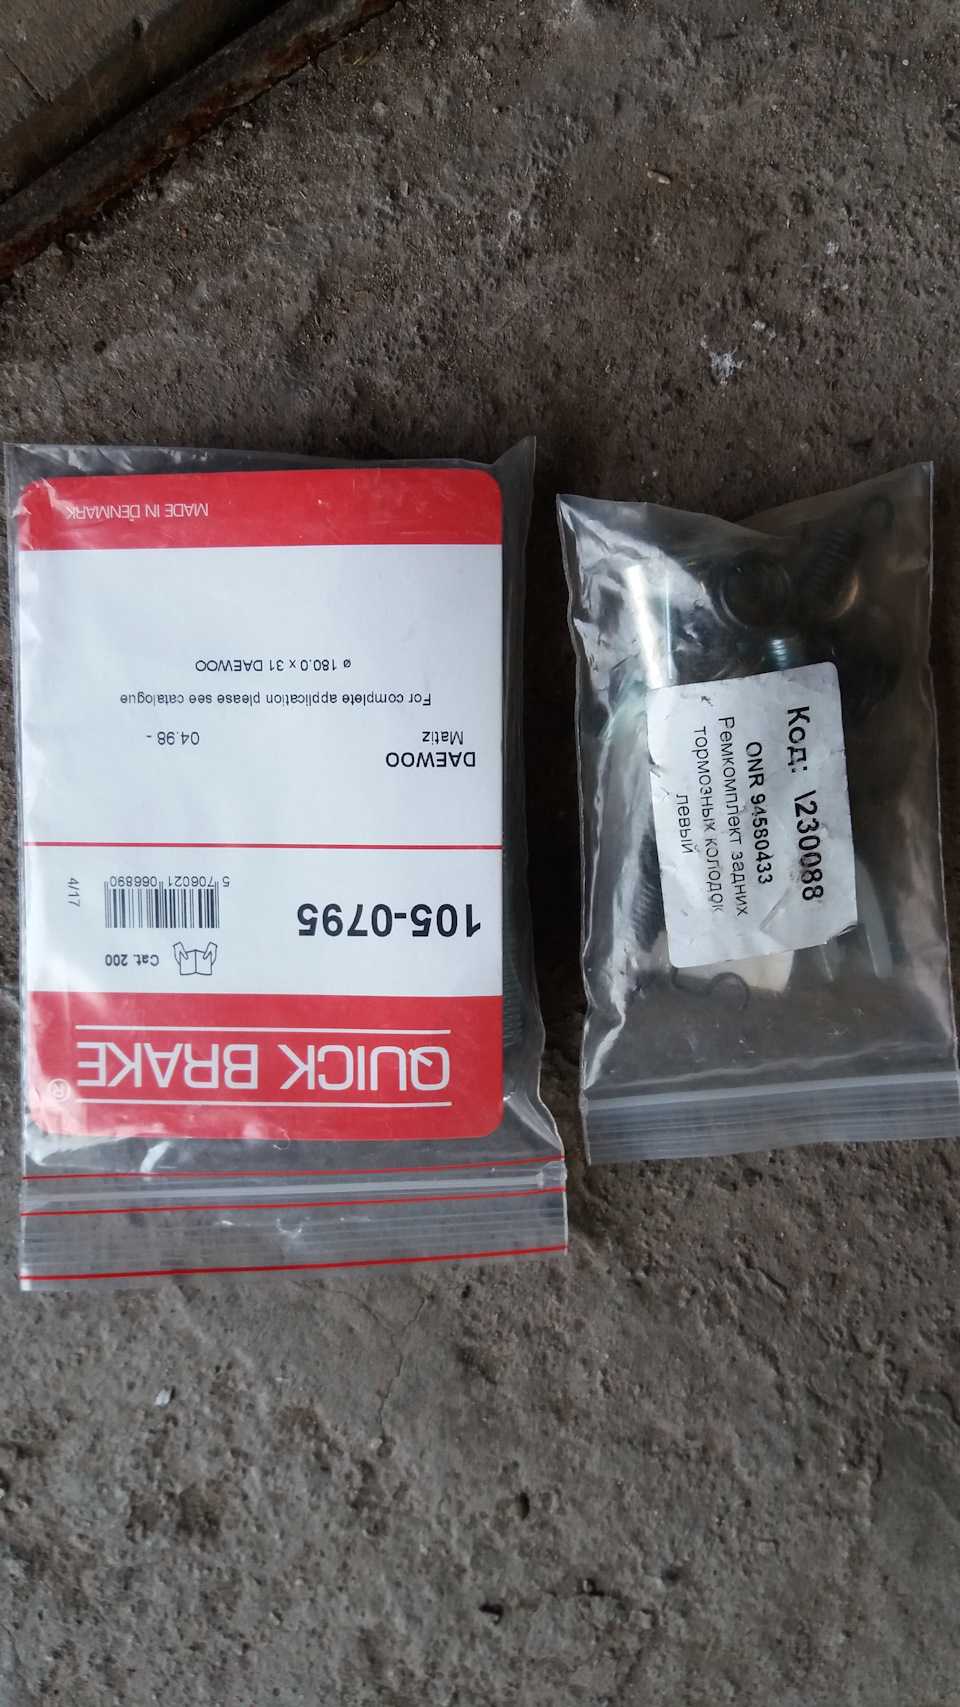 QUICK BRAKE
®
Cat. 200
105-0795
5 706021 066890
4/17
DAEWOO
Matiz 04.98 -
For complete application please see catalogue
ø 180.0 x 31 DAEWOO
MADE IN DENMARK
Код: \230088
ONR 94580433
Ремкомплект задних
тормозных колодок
левый